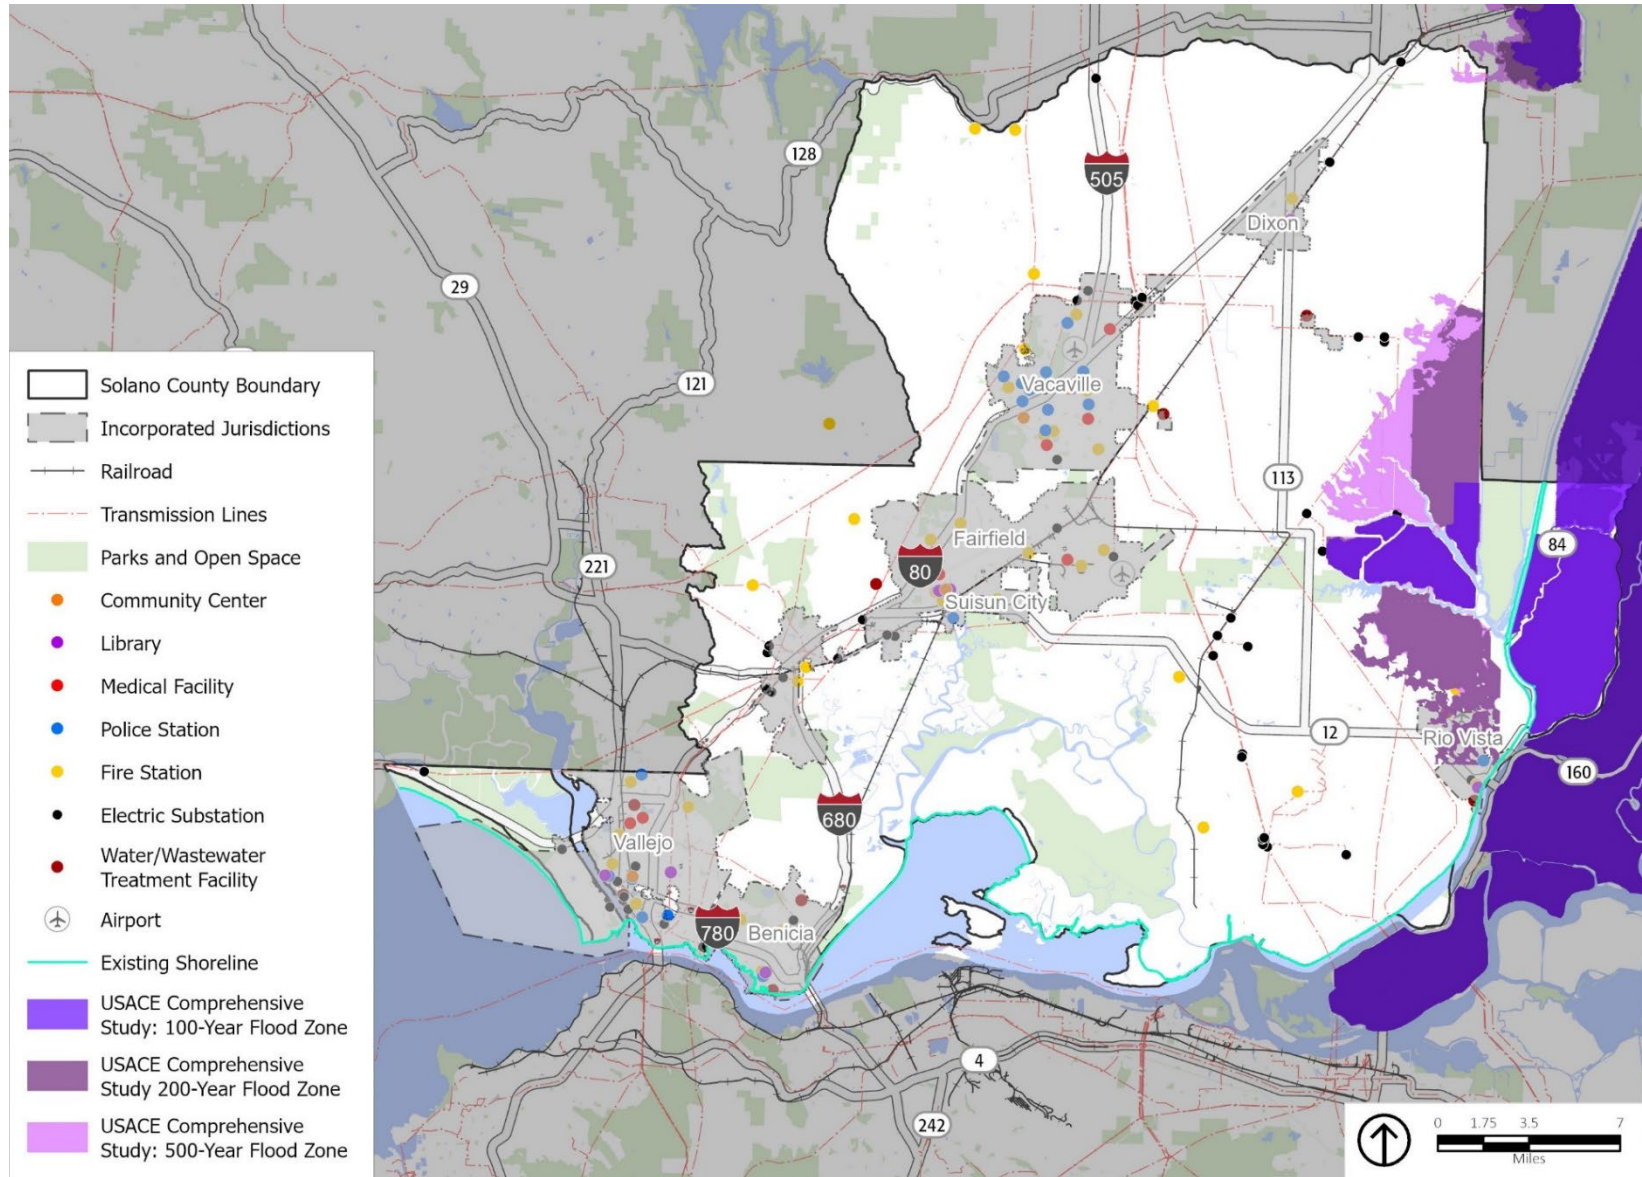 128
505
Dixon
29
121
Vacaville
113
84
221
Fairfield
80
Suisun City
12
Rio Vista
160
680
Vallejo
780
Benicia
4
242
Solano County Boundary
Incorporated Jurisdictions
Railroad
Transmission Lines
Parks and Open Space
Community Center
Library
Medical Facility
Police Station
Fire Station
Electric Substation
Water/Wastewater
Treatment Facility
Airport
Existing Shoreline
USACE Comprehensive
Study: 100-Year Flood Zone
USACE Comprehensive
Study 200-Year Flood Zone
USACE Comprehensive
Study: 500-Year Flood Zone
0 1.75 3.5 7
Miles